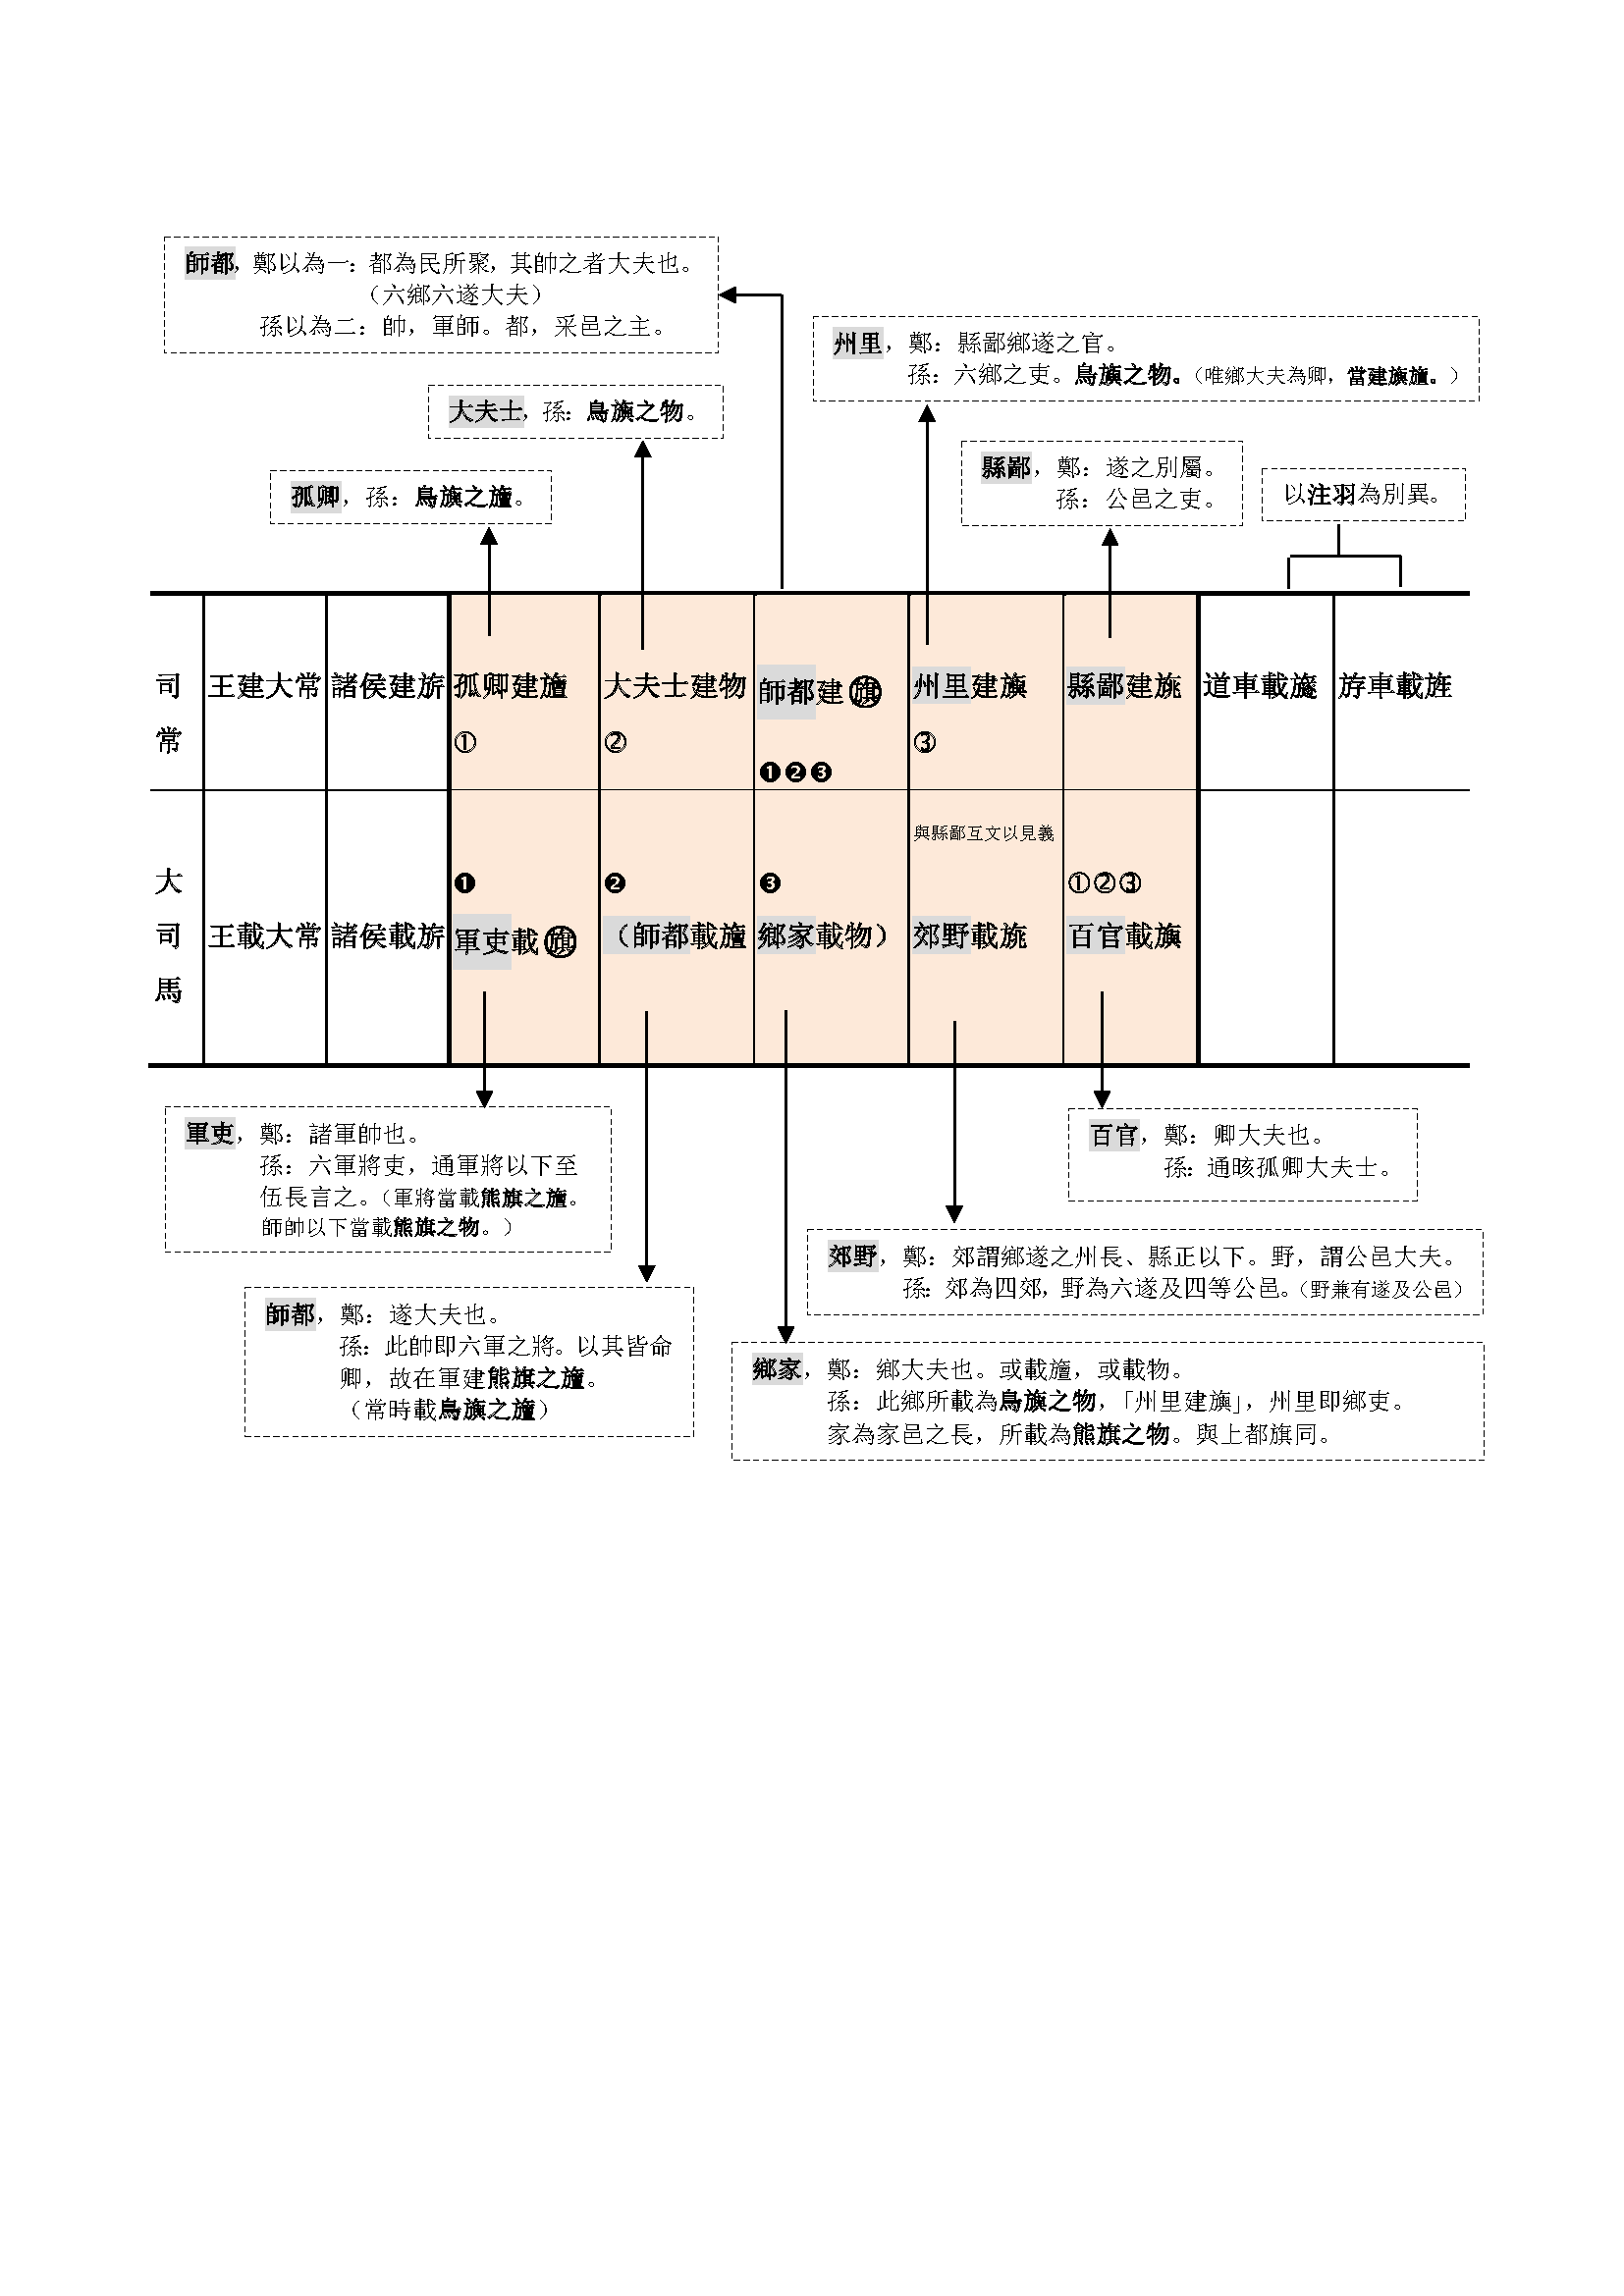 師都，鄭以為一：都為民所聚，其帥之者大夫也。
（六鄉六遂大夫）
孫以為二：帥，軍師。都，采邑之主。
州里，鄭：縣鄙鄉遂之官。
孫：六鄉之吏。鳥旟之物。（唯鄉大夫為卿，當建旟旜。）
大夫士，孫：鳥旟之物。
縣鄙，鄭：遂之別屬。
孫：公邑之吏。
以注羽為別異。
孤卿，孫：鳥旟之旜。
司常
王建大常
諸侯建旂
孤卿建旜
①
大夫士建物
②
師都建旗
❶❷❸
州里建旟
③
縣鄙建旐
道車載旞
斿車載旌
大司馬
王載大常
諸侯載旂
❶
軍吏載旗
❷
（師都載旜
❸
鄉家載物）
與縣鄙互文以見義
郊野載旐
①②③
百官載旟
軍吏，鄭：諸軍帥也。
孫：六軍將吏，通軍將以下至
伍長言之。（軍將當載熊旗之旜。
師帥以下當載熊旗之物。）
百官，鄭：卿大夫也。
孫：通晐孤卿大夫士。
郊野，鄭：郊謂鄉遂之州長、縣正以下。野，謂公邑大夫。
孫：郊為四郊，野為六遂及四等公邑。（野兼有遂及公邑）
師都，鄭：遂大夫也。
孫：此帥即六軍之將。以其皆命
卿，故在軍建熊旗之旜。
（常時載鳥旟之旜）
鄉家，鄭：鄉大夫也。或載旜，或載物。
孫：此鄉所載為鳥旟之物，「州里建旟」，州里即鄉吏。
家為家邑之長，所載為熊旗之物。與上都旗同。